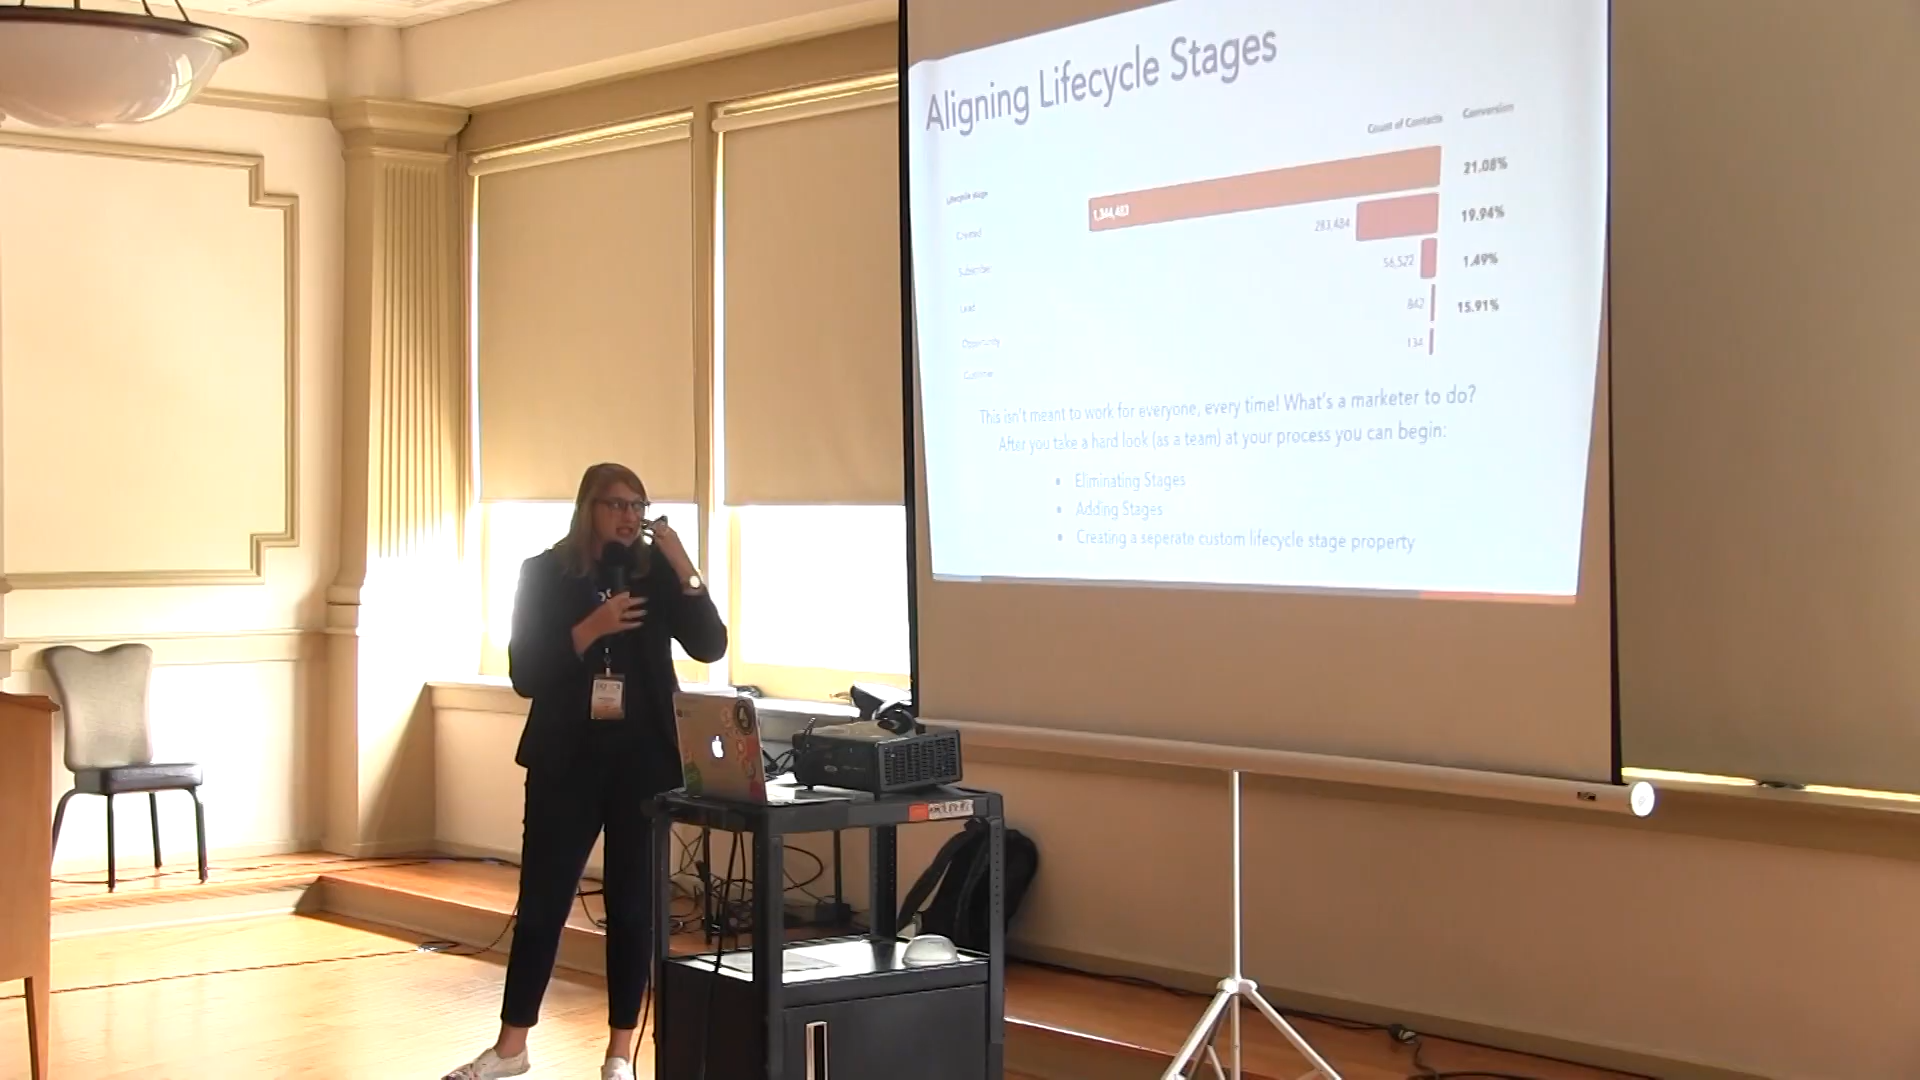 Aligning Lifecycle Stages
Count of Contacts Conversion
Lifecycle stage
1,344,483 21.08%
Created 283,484 19.94%
Subscriber 56,522 1.49%
Lead 842 15.91%
Opportunity 134
Customer
This isn't meant to work for everyone, every time! What's a marketer to do?
After you take a hard look (as a team) at your process you can begin:
• Eliminating Stages
• Adding Stages
• Creating a seperate custom lifecycle stage property